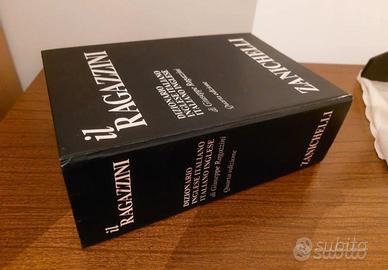 il
RAGAZZINI
DIZIONARIO
INGLESE ITALIANO
ITALIANO INGLESE
di Giuseppe Ragazzini
Quarta edizione
ZANICHELLI
il
RAGAZZINI
DIZIONARIO
INGLESE ITALIANO
ITALIANO INGLESE
di Giuseppe Ragazzini
Quarta edizione
ZANICHELLI
subito